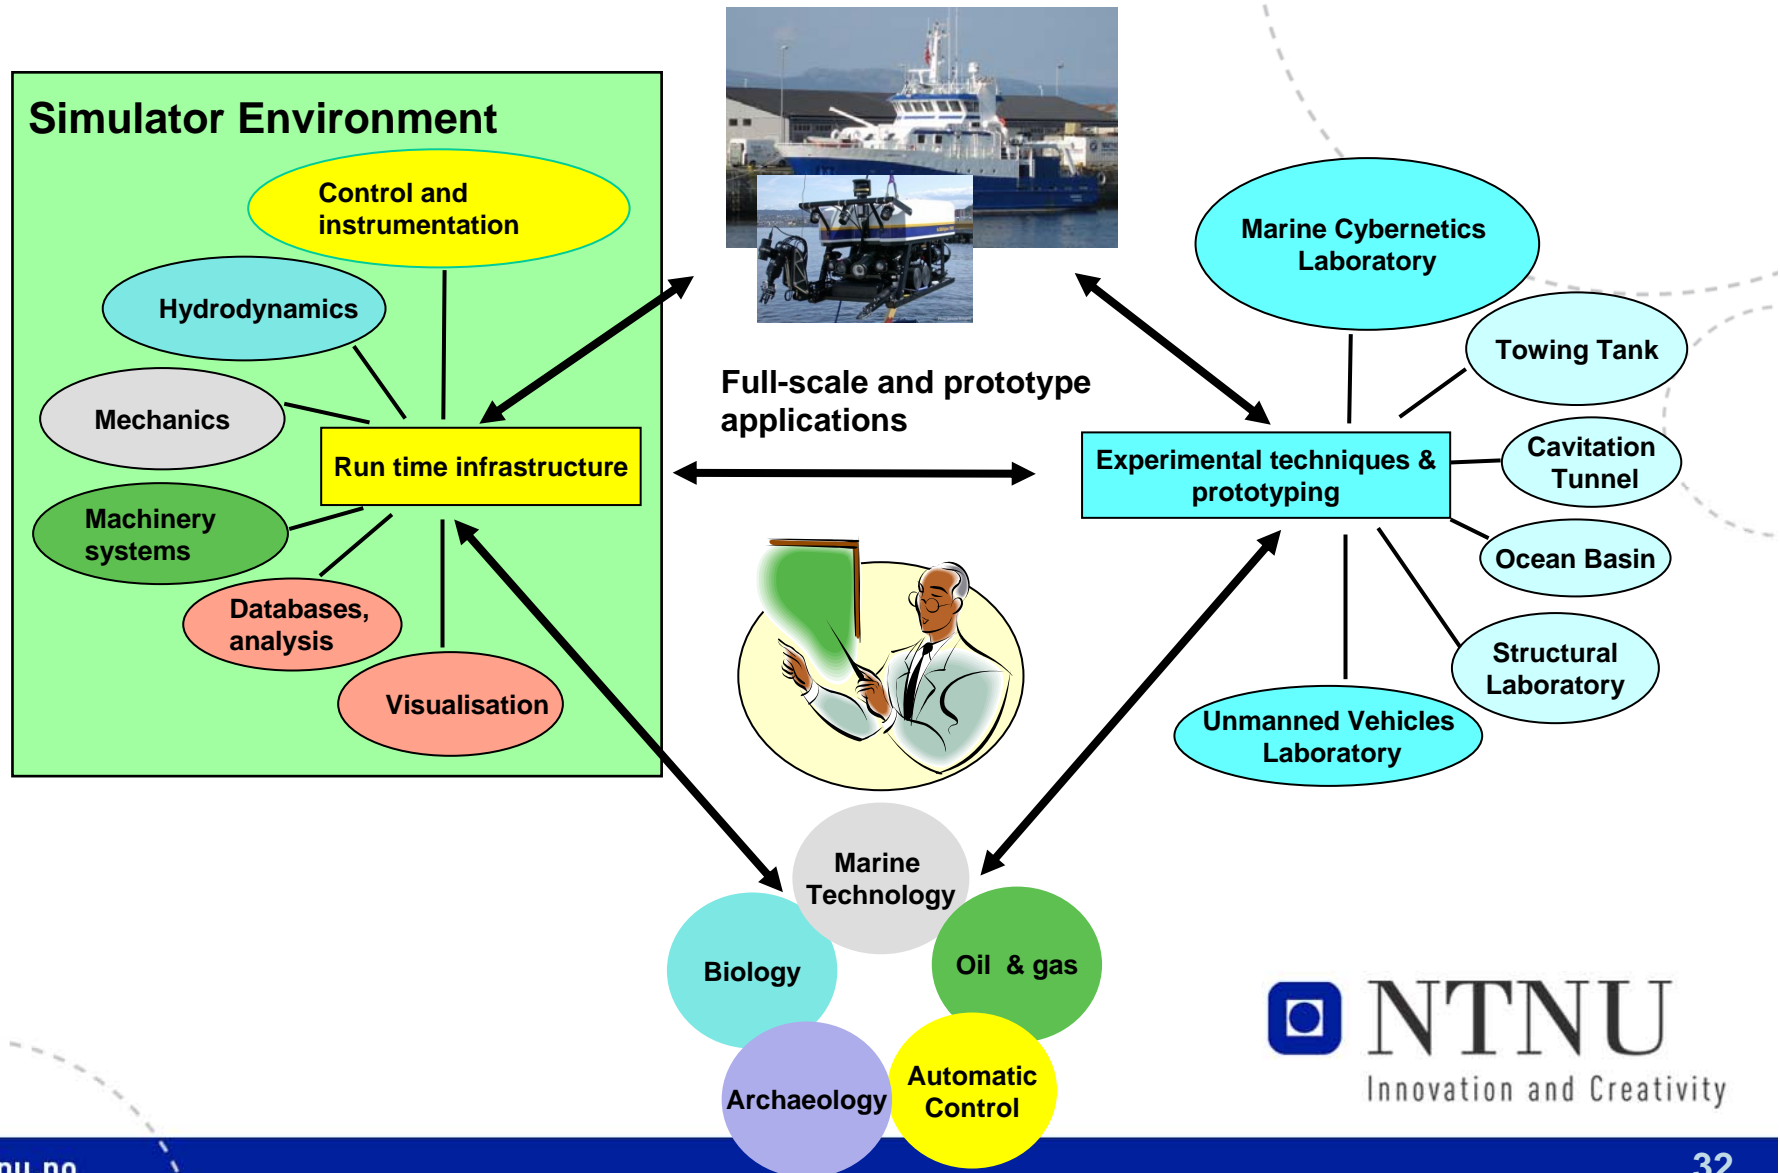 Simulator Environment
Control and
instrumentation
Hydrodynamics
Mechanics
Run time infrastructure
Machinery
systems
Databases,
analysis
Visualisation
Full-scale and prototype
applications
Marine Cybernetics
Laboratory
Towing Tank
Experimental techniques &
prototyping
Cavitation
Tunnel
Ocean Basin
Structural
Laboratory
Unmanned Vehicles
Laboratory
Marine
Technology
Biology
Oil & gas
Archaeology
Automatic
Control
NTNU
Innovation and Creativity
32